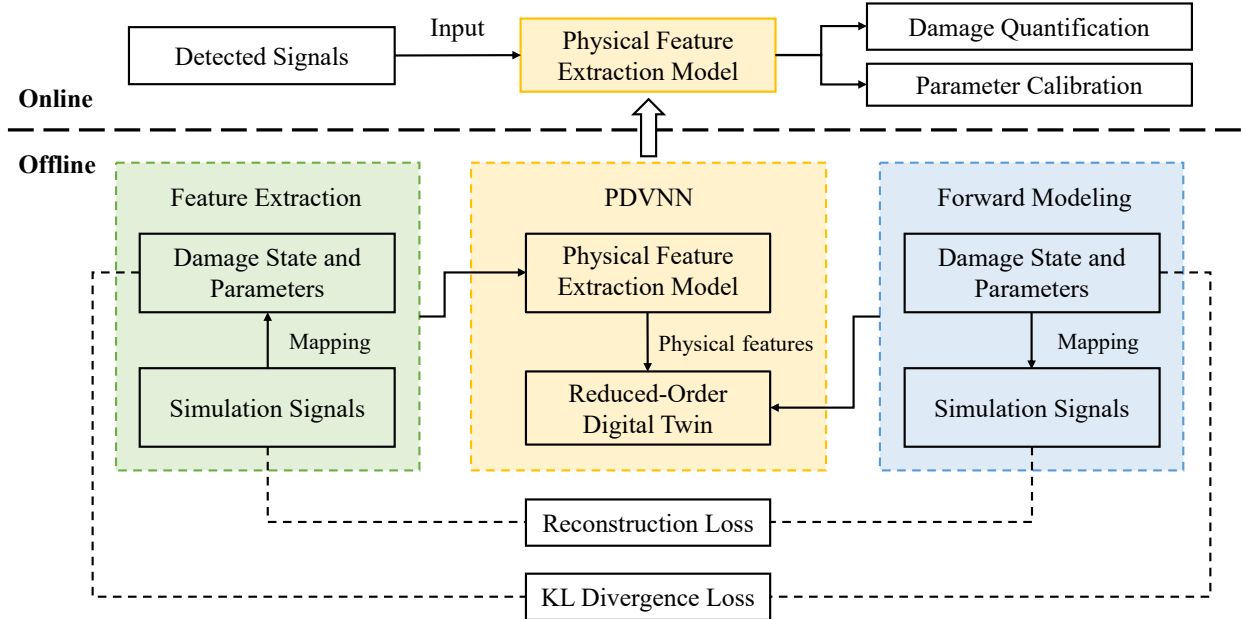 Detected Signals
Input
Physical Feature
Extraction Model
Damage Quantification
Parameter Calibration
Online
Offline
Feature Extraction
Damage State and
Parameters
Mapping
Simulation Signals
PDVNN
Physical Feature
Extraction Model
Physical features
Reduced-Order
Digital Twin
Forward Modeling
Damage State and
Parameters
Mapping
Simulation Signals
Reconstruction Loss
KL Divergence Loss